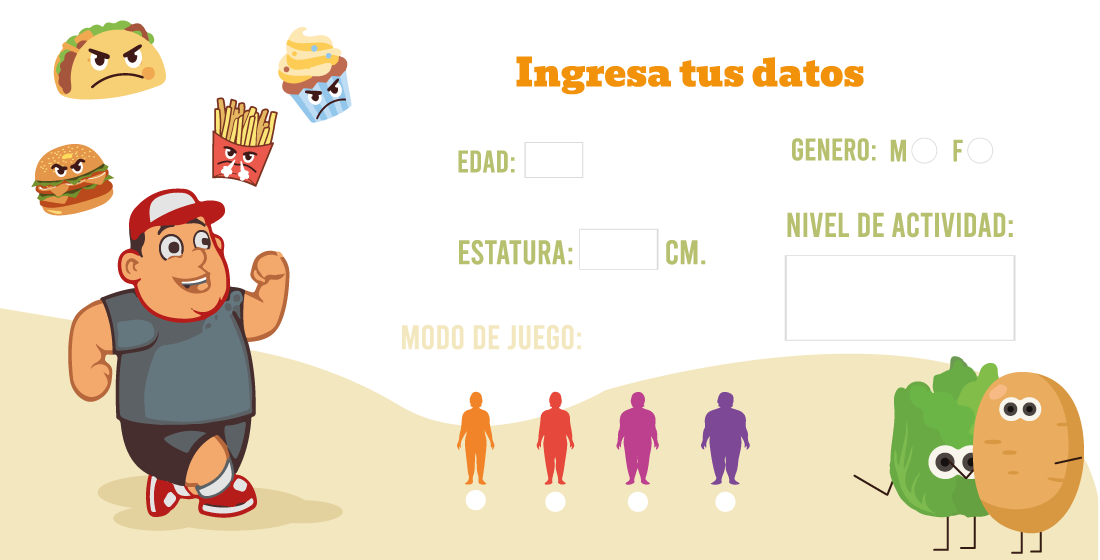 Ingresa tus datos
EDAD:
GENERO: M F
ESTATURA: CM.
NIVEL DE ACTIVIDAD:
MODO DE JUEGO: